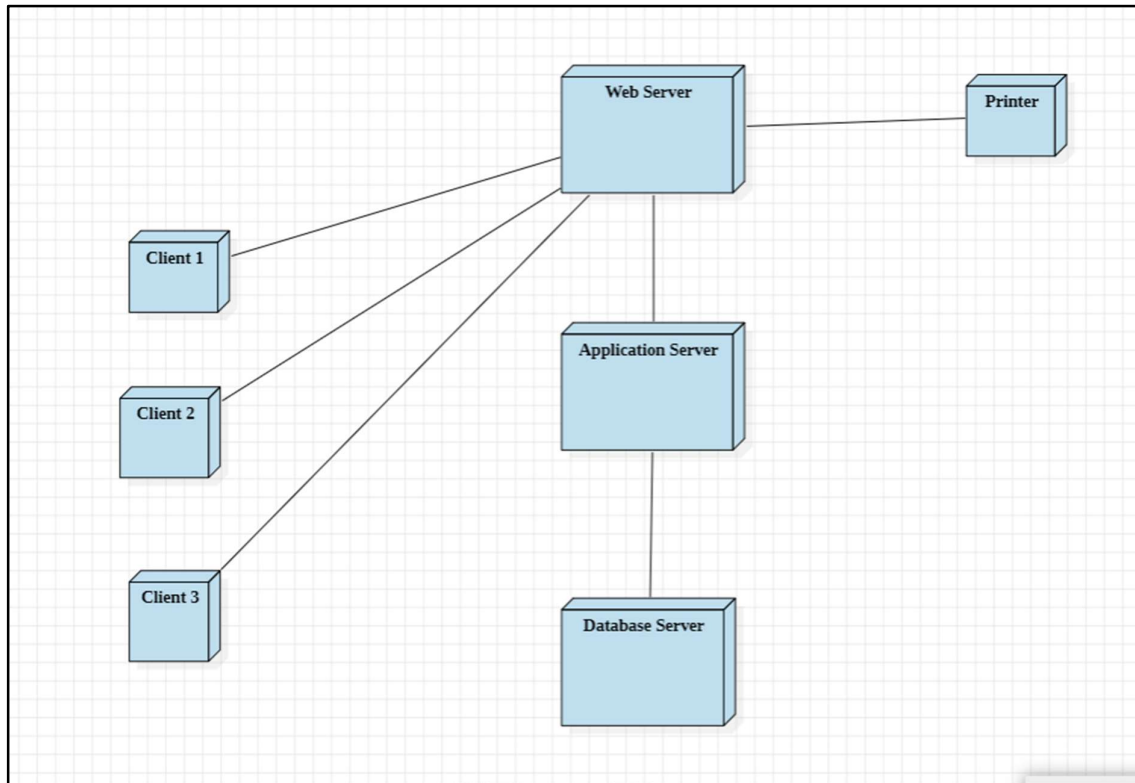 Web Server
Printer
Client 1
Application Server
Client 2
Client 3
Database Server